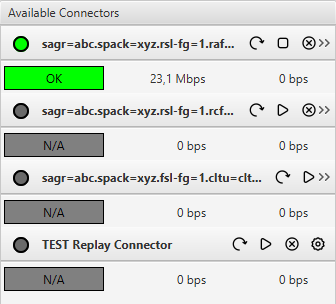 Available Connectors
sagr=abc.spack=xyz.rsl-fg=1.raf...
OK 23,1 Mbps 0 bps
sagr=abc.spack=xyz.rsl-fg=1.rcf...
N/A 0 bps 0 bps
sagr=abc.spack=xyz.fsl-fg=1.cltu=clt...
N/A 0 bps 0 bps
TEST Replay Connector
N/A 0 bps 0 bps